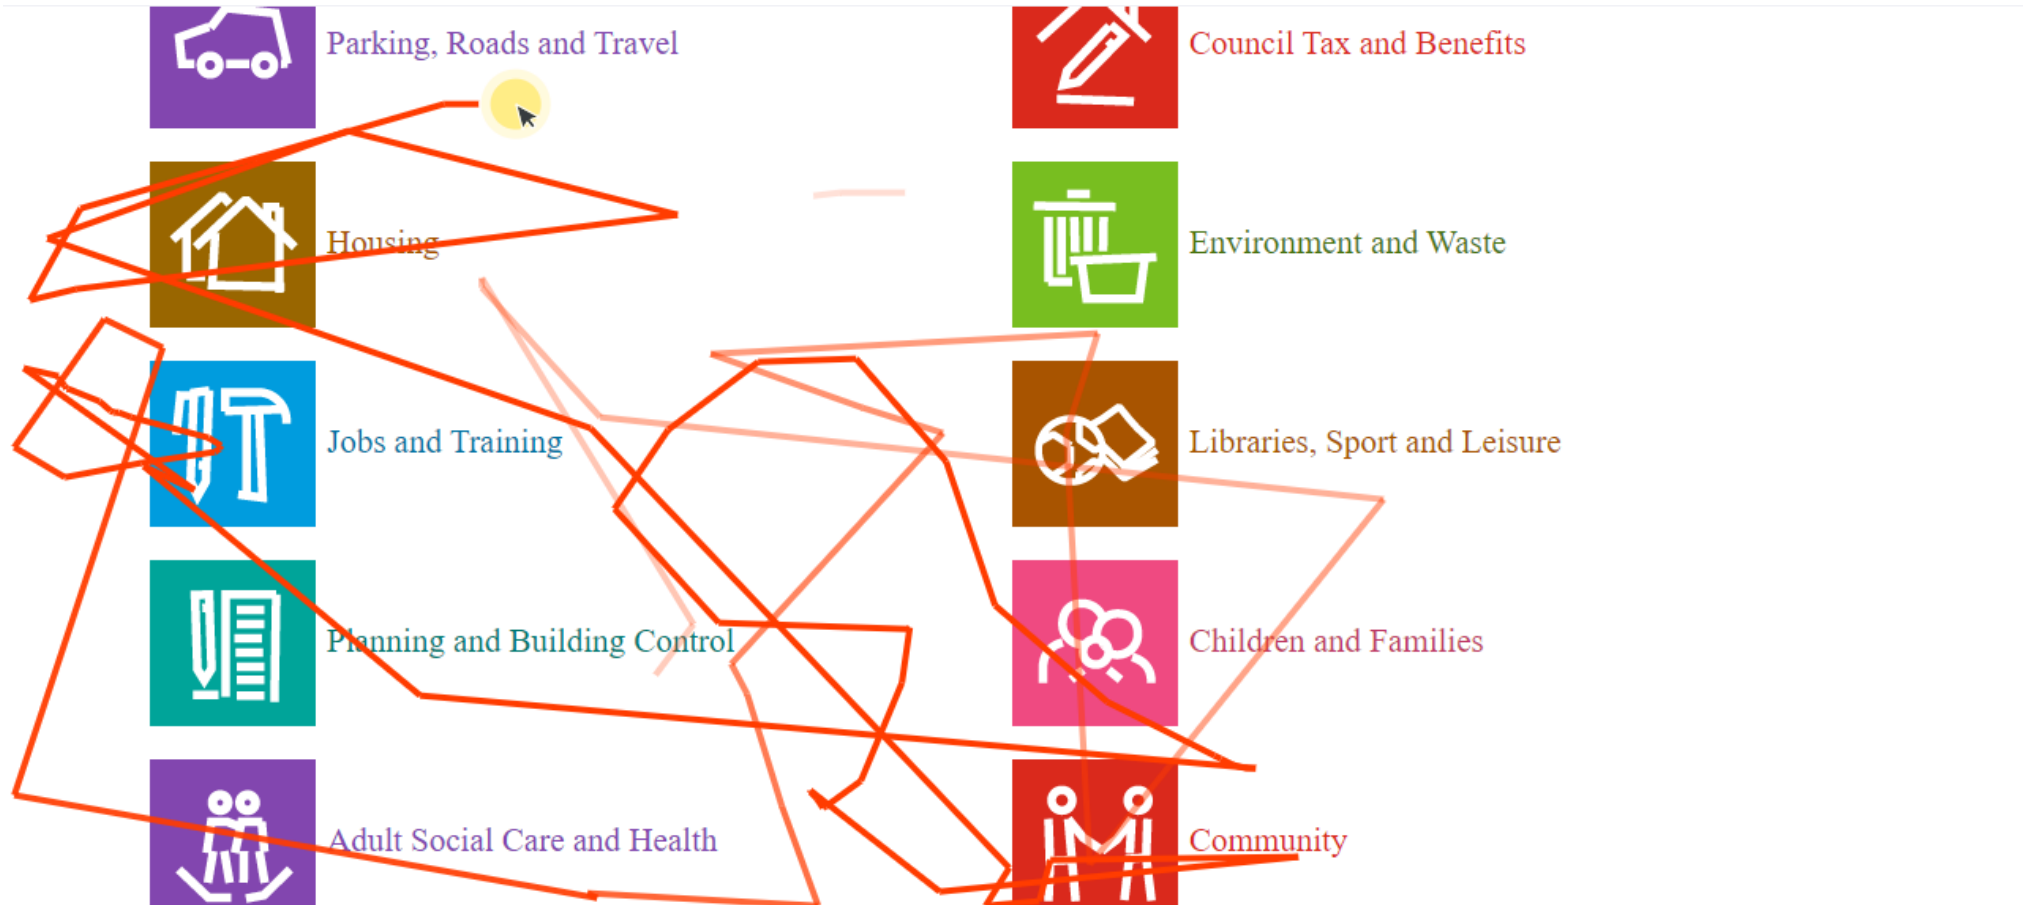 Parking, Roads and Travel
Council Tax and Benefits
Housing
Environment and Waste
Jobs and Training
Libraries, Sport and Leisure
Planning and Building Control
Children and Families
Adult Social Care and Health
Community